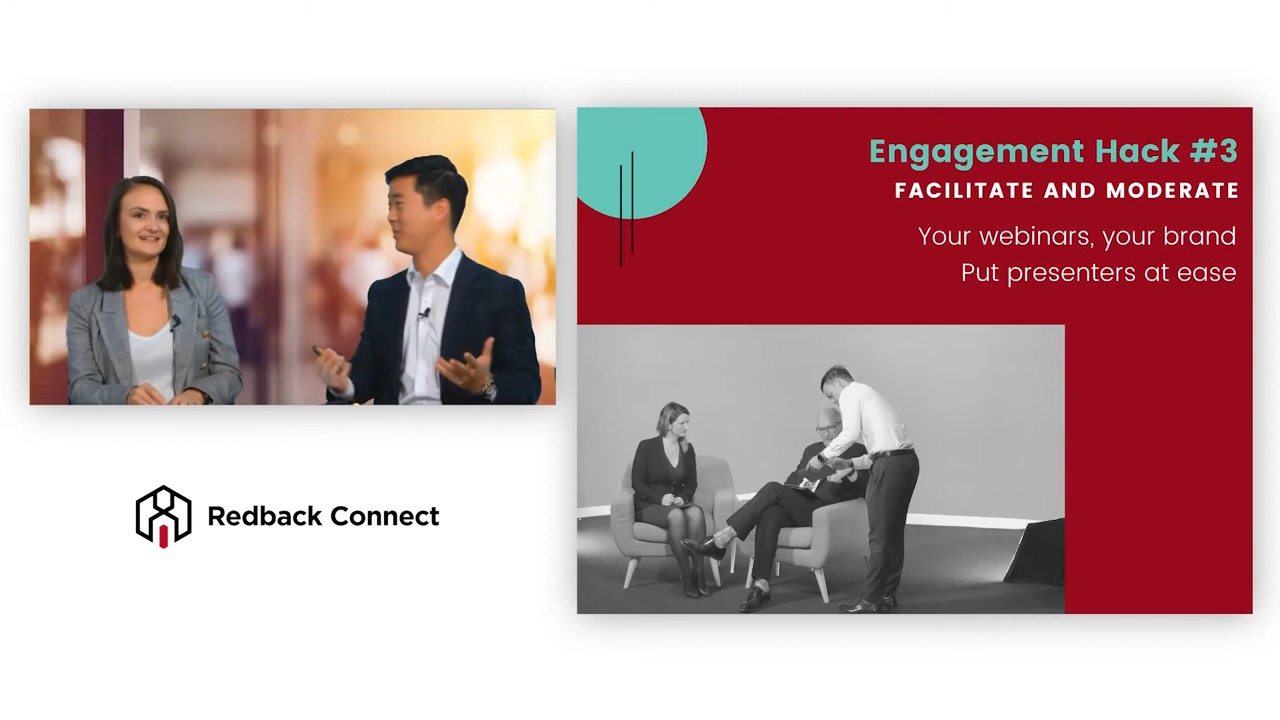 Engagement Hack #3
FACILITATE AND MODERATE
Your webinars, your brand
Put presenters at ease
Redback Connect